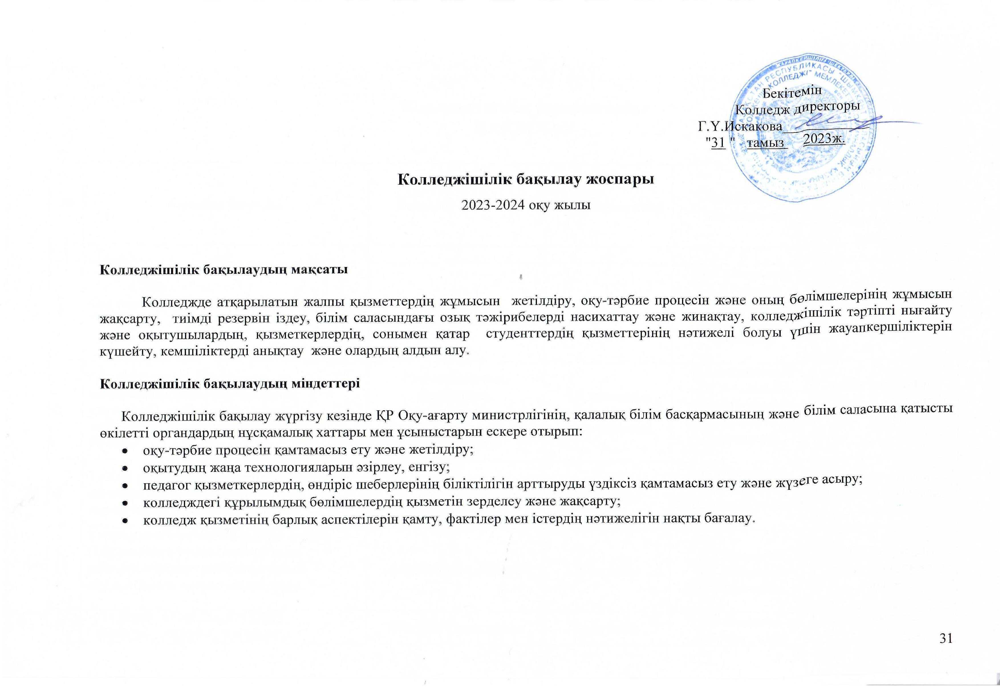 Бекітемін
Колледж директоры
Г.Ү.Искакова
"31 " тамыз 2023ж.
Колледжішілік бақылау жоспары
2023-2024 оқу жылы
Колледжішілік бақылаудың мақсаты
Колледжде атқарылатын жалпы қызметтердің жұмысын жетілдіру, оқу-тәрбие процесін және оның бөлімшелерінің жұмысын
жақсарту, тиімді резервін іздеу, білім саласындағы озық тәжірибелерді насихаттау және жинақтау, колледжішілік тәртіпті нығайту
және оқытушылардың, қызметкерлердің, сонымен қатар студенттердің қызметтерінің нәтижелі болуы үшін жауапкершіліктерін
күшейту, кемшіліктерді анықтау және олардың алдын алу.
Колледжішілік бақылаудың міндеттері
Колледжішілік бақылау жүргізу кезінде ҚР Оқу-ағарту министрлігінің, қалалық білім басқармасының және білім саласына қатысты
өкілетті органдардың нұсқамалық хаттары мен ұсыныстарын ескере отырып:
• оқу-тәрбие процесін қамтамасыз ету және жетілдіру;
• оқытудың жаңа технологияларын әзірлеу, енгізу;
• педагог қызметкерлердің, өндіріс шеберлерінің біліктілігін арттыруды үздіксіз қамтамасыз ету және жүзеге асыру;
• колледждегі құрылымдық бөлімшелердің қызметін зерделеу және жақсарту;
• колледж қызметінің барлық аспектілерін қамту, фактілер мен істердің нәтижелігін нақты бағалау.
31